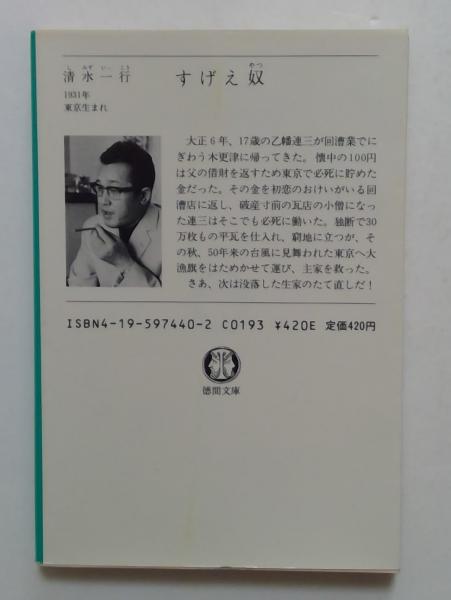 清水一行
しみずいっこう
1931年
東京生まれ
すげえ奴
やつ
大正6年、17歳の乙幡連三が回漕業でに
ぎわう木更津に帰ってきた。懐中の100円
は父の借財を返すため東京で必死に貯めた
金だった。その金を初恋のおけいがいる回
漕店に返し、破産寸前の瓦店の小僧になっ
た連三はそこでも必死に働いた。独断で30
万枚もの平瓦を仕入れ、窮地に立つが、そ
の秋、50年来の台風に見舞われた東京へ大
漁旗をはためかせて運び、主家を救った。
さあ、次は没落した生家のたて直しだ！
ISBN4-19-597440-2 C0193 ¥420E 定価420円
徳間文庫